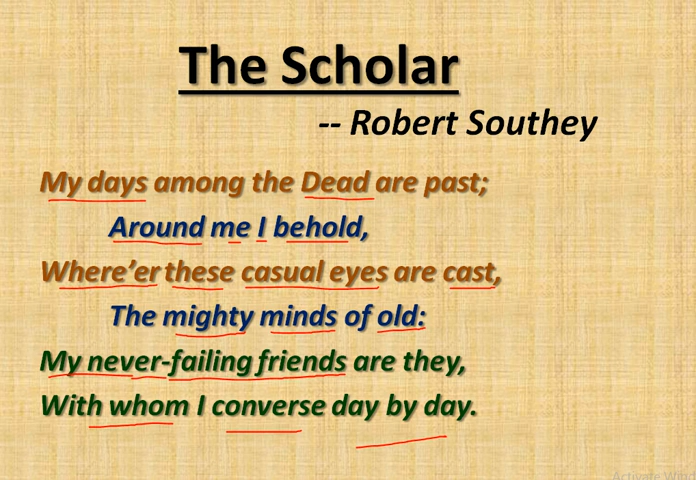 The Scholar
-- Robert Southey
My days among the Dead are past;
Around me I behold,
Where’er these casual eyes are cast,
The mighty minds of old:
My never-failing friends are they,
With whom I converse day by day.
Activate Wind